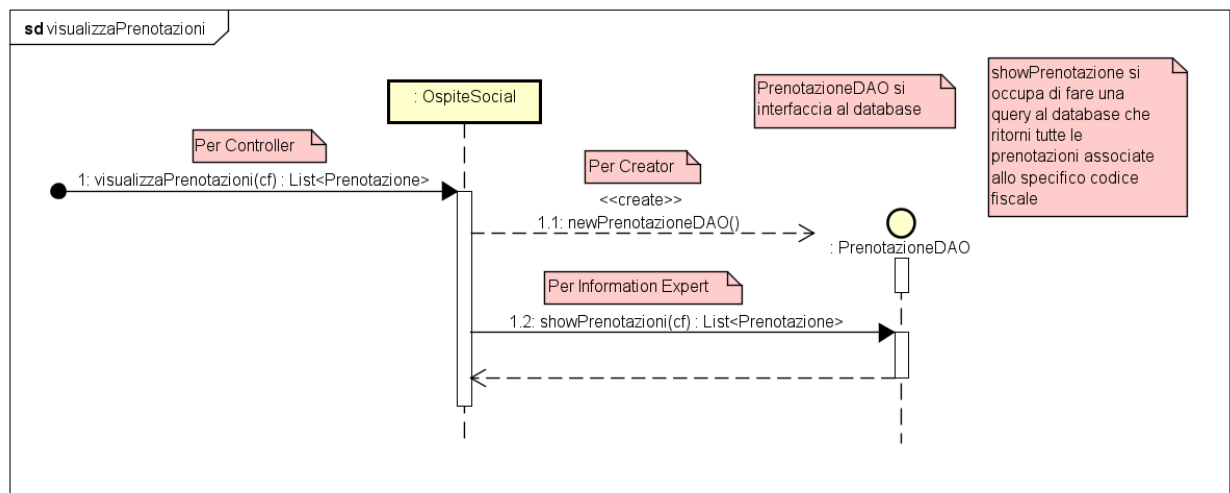 sd visualizzaPrenotazioni
: OspiteSocial
PrenotazioneDAO si
interfaccia al database
showPrenotazione si
occupa di fare una
query al database che
ritorni tutte le
prenotazioni associate
allo specifico codice
fiscale
Per Controller
1: visualizzaPrenotazioni(cf) : List<Prenotazione>
Per Creator
<<create>>
1.1: newPrenotazioneDAO()
: PrenotazioneDAO
Per Information Expert
1.2: showPrenotazioni(cf) : List<Prenotazione>